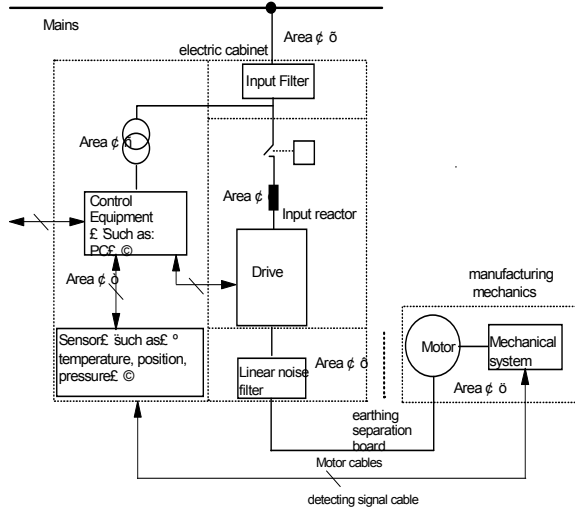 Mains
Area ¢ õ
electric cabinet
Input Filter
Area ¢ ñ
Area ¢
Input reactor
Control
Equipment
£ ¨Such as:
PC£ ©
Drive
Area ¢ ò
manufacturing
mechanics
Sensor£ ¨such as£ º
temperature, position,
pressure£ ©
Area ¢ ô
Linear noise
filter
Motor
Mechanical
system
Area ¢ ö
earthing
separation
board
Motor cables
detecting signal cable